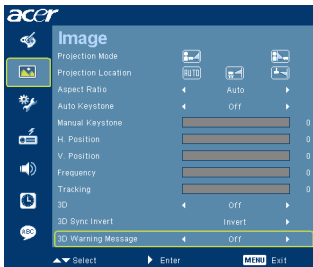 acer
Image
Projection Mode
Projection Location AUTO
Aspect Ratio Auto
Auto Keystone Off
Manual Keystone 0
H. Position 0
V. Position 0
Frequency 0
Tracking 0
3D Off
3D Sync Invert Invert
ABC
3D Warning Message Off
Select Enter MENU Exit